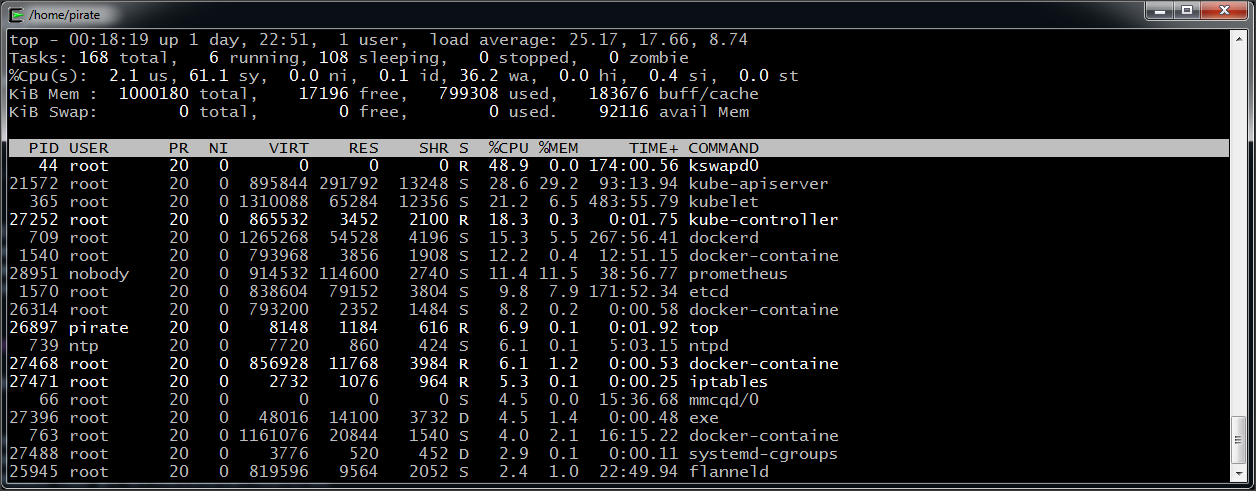 /home/pirate
top - 00:18:19 up 1 day, 22:51,  1 user,  load average: 25.17, 17.66, 8.74
Tasks: 168 total,   6 running, 108 sleeping,   0 stopped,   0 zombie
%Cpu(s):  2.1 us, 61.1 sy,  0.0 ni,  0.1 id, 36.2 wa,  0.0 hi,  0.4 si,  0.0 st
KiB Mem :  1000180 total,    17196 free,   799308 used,   183676 buff/cache
KiB Swap:        0 total,        0 free,        0 used.    92116 avail Mem
  PID USER      PR  NI    VIRT    RES    SHR S  %CPU %MEM     TIME+ COMMAND
   44 root      20   0       0      0      0 R  48.9  0.0 174:00.56 kswapd0
21572 root      20   0  895844 291792  13248 S  28.6 29.2  93:13.94 kube-apiserver
  365 root      20   0 1310088  65284  12356 S  21.2  6.5 483:55.79 kubelet
27252 root      20   0  865532   3452   2100 R  18.3  0.3   0:01.75 kube-controller
  709 root      20   0 1265268  54528   4196 S  15.3  5.5 267:56.41 dockerd
 1540 root      20   0  793968   3856   1908 S  12.2  0.4  12:51.15 docker-containe
28951 nobody    20   0  914532 114600   2740 S  11.4 11.5  38:56.77 prometheus
 1570 root      20   0  838604  79152   3804 S   9.8  7.9 171:52.34 etcd
26314 root      20   0  793200   2352   1484 S   8.2  0.2   0:00.58 docker-containe
26897 pirate    20   0    8148   1184    616 R   6.9  0.1   0:01.92 top
  739 ntp       20   0    7720    860    424 S   6.1  0.1   5:03.15 ntpd
27468 root      20   0  856928  11768   3984 R   6.1  1.2   0:00.53 docker-containe
27471 root      20   0    2732   1076    964 R   5.3  0.1   0:00.25 iptables
   66 root      20   0       0      0      0 S   4.5  0.0  15:36.68 mmcqd/0
27396 root      20   0   48016  14100   3732 D   4.5  1.4   0:00.48 exe
  763 root      20   0 1161076  20844   1540 S   4.0  2.1  16:15.22 docker-containe
27488 root      20   0    3776    520    452 D   2.9  0.1   0:00.11 systemd-cgroups
25945 root      20   0  819596   9564   2052 S   2.4  1.0  22:49.94 flanneld